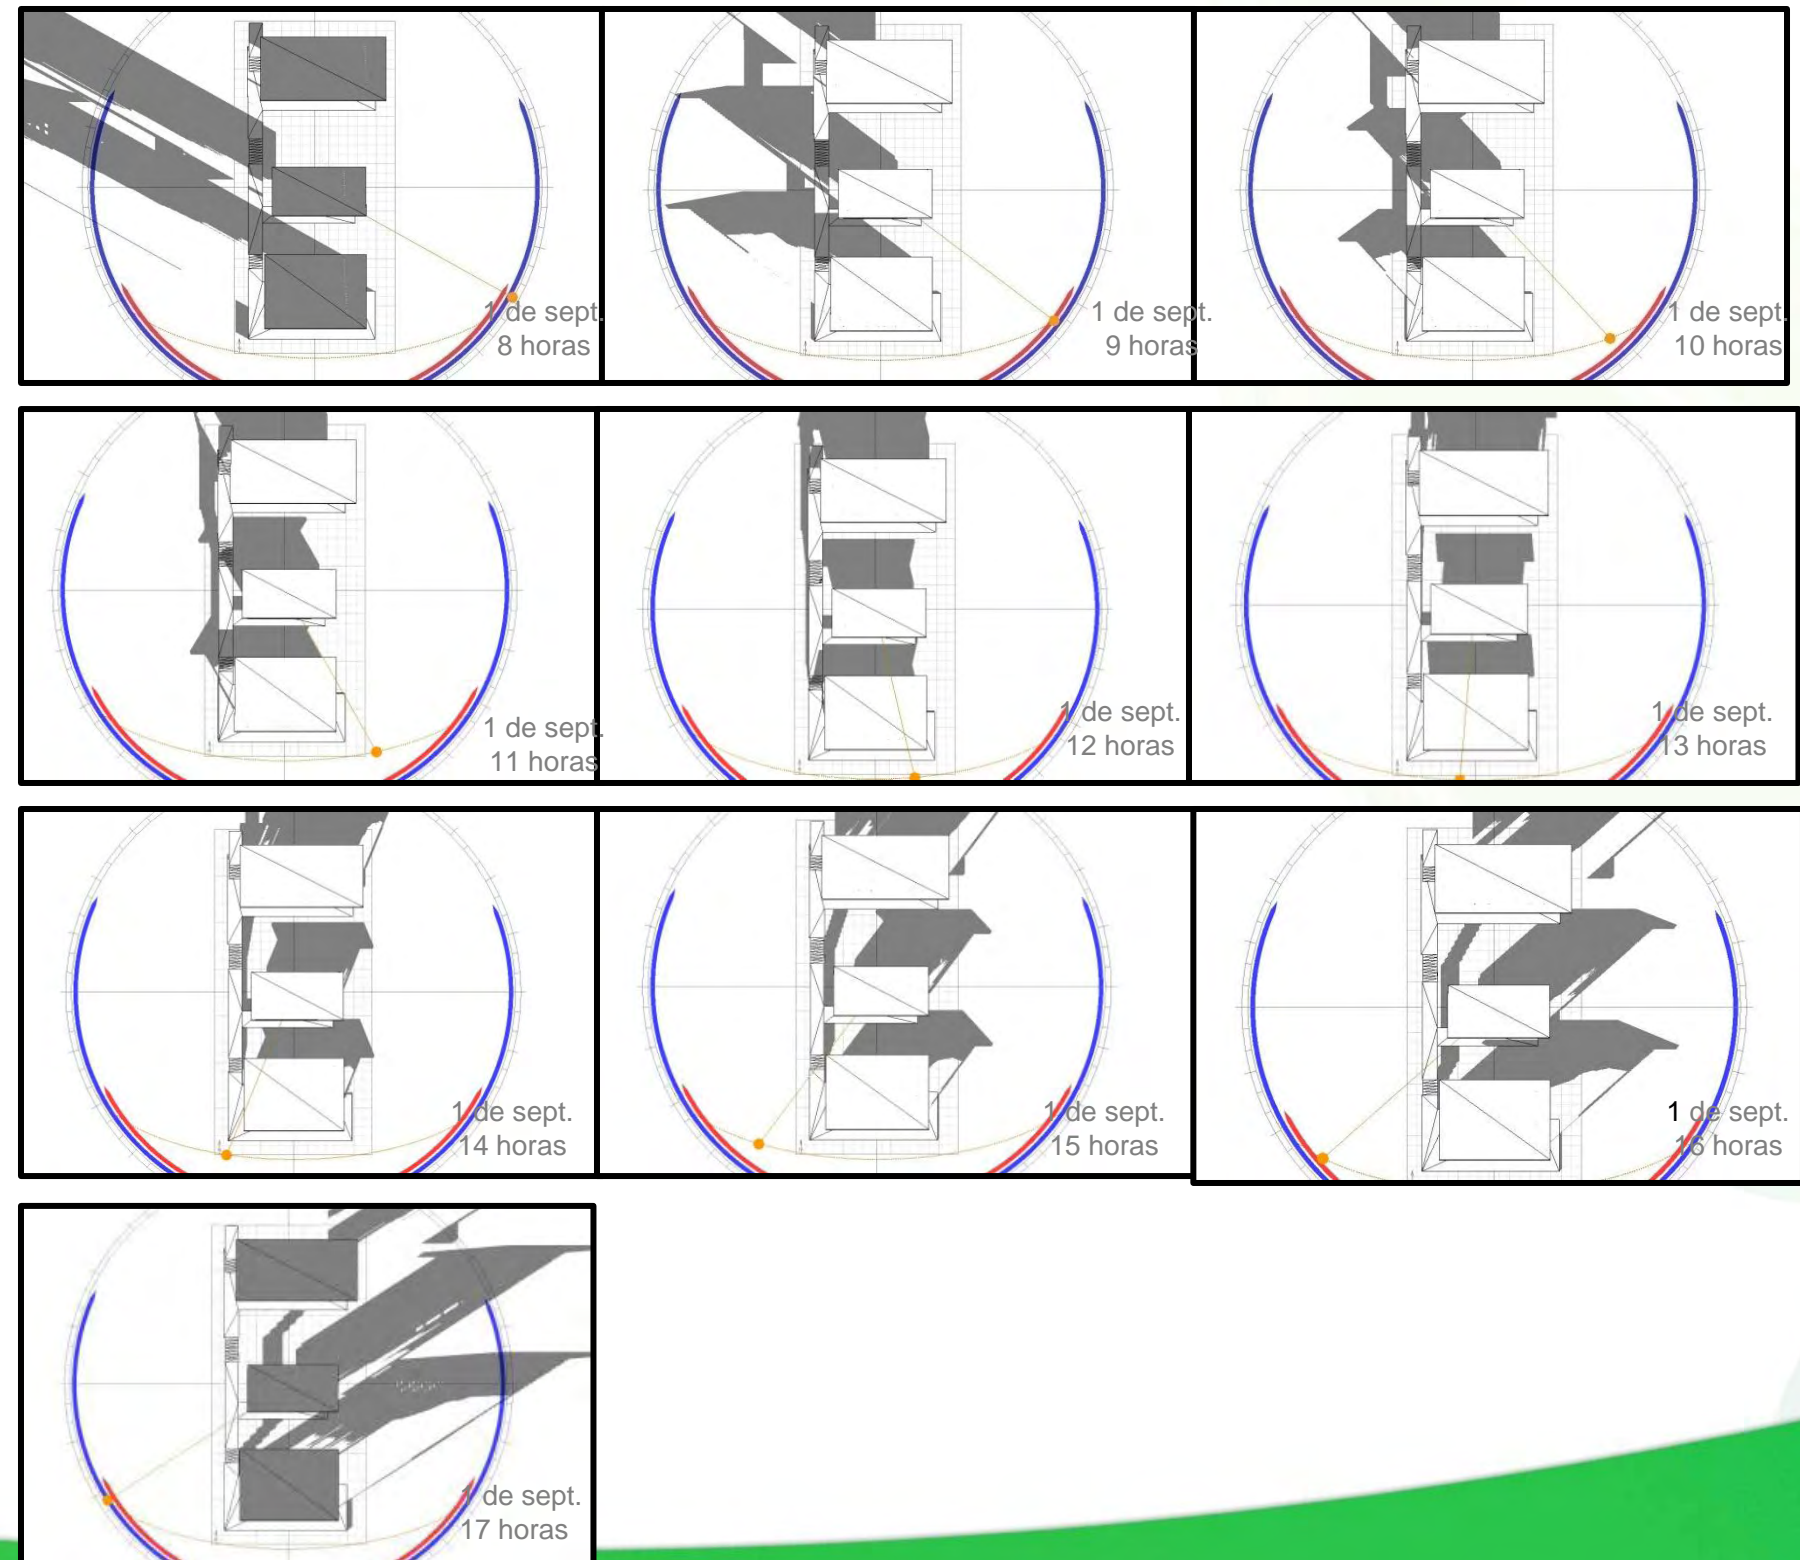 1 de sept.
8 horas
1 de sept.
9 horas
1 de sept.
10 horas
1 de sept.
11 horas
1 de sept.
12 horas
1 de sept.
13 horas
1 de sept.
14 horas
1 de sept.
15 horas
1 de sept.
16 horas
1 de sept.
17 horas